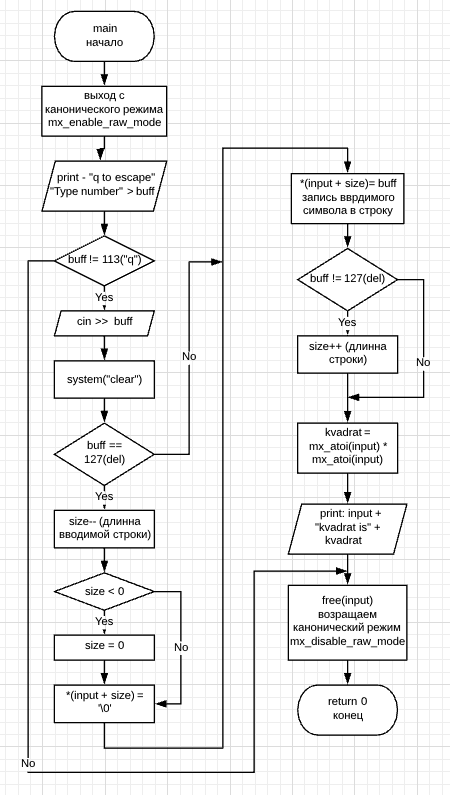 main
начало
выход с
канонического режима
mx_enable_raw_mode
print - "q to escape"
"Type number" > buff
buff != 113("q")
Yes
cin >> buff
system("clear")
buff ==
127(del)
No
Yes
size-- (длинна
вводимой строки)
size < 0
Yes
No
size = 0
*(input + size) =
'\0'
No
*(input + size)= buff
запись вврдимого
символа в строку
buff != 127(del)
Yes
No
size++ (длинна
строки)
kvadrat =
mx_atoi(input) *
mx_atoi(input)
print: input +
"kvadrat is" +
kvadrat
free(input)
возращаем
канонический режим
mx_disable_raw_mode
return 0
конец